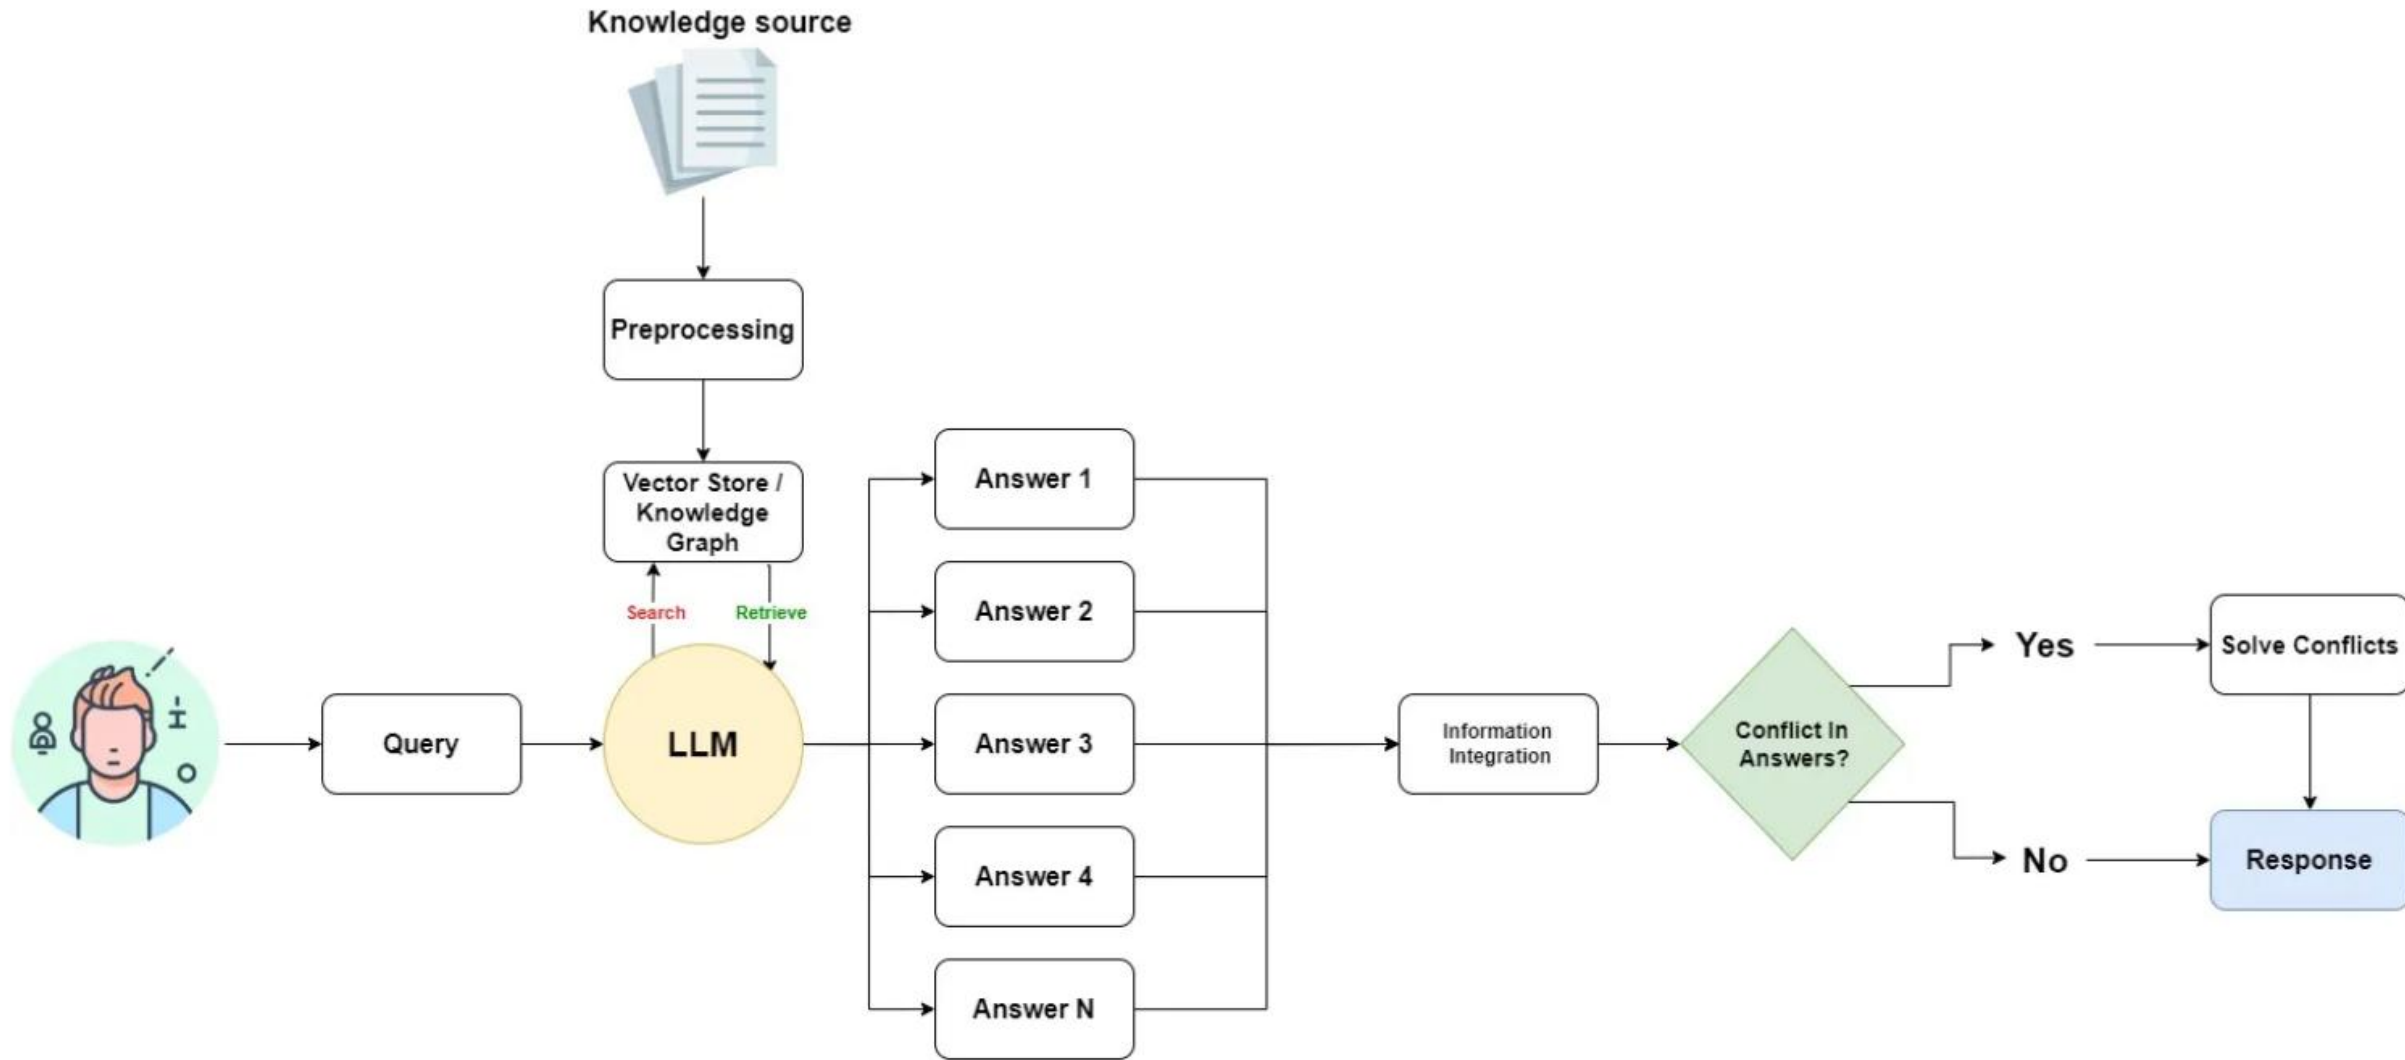 Knowledge source
Preprocessing
Vector Store /
Knowledge
Graph
Search
Retrieve
Query
LLM
Answer 1
Answer 2
Answer 3
Answer 4
Answer N
Information
Integration
Conflict In
Answers?
Yes
No
Solve Conflicts
Response